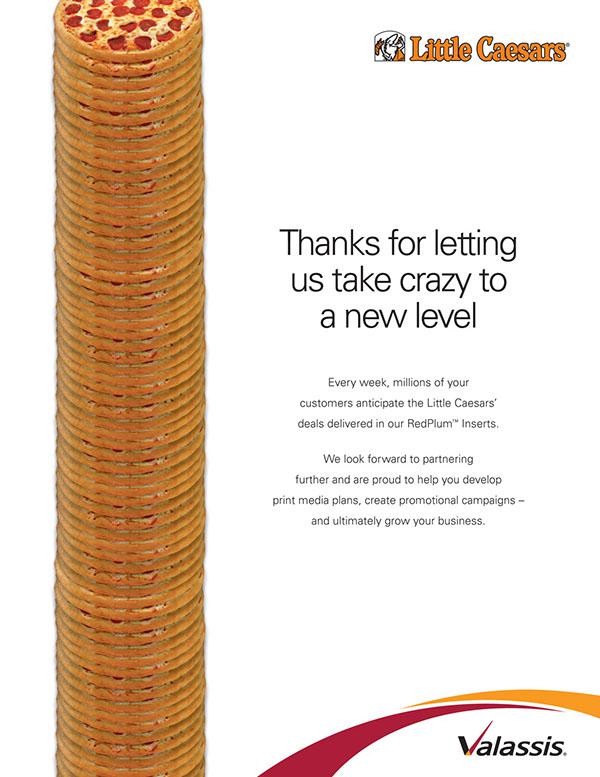 Little Caesars®
Thanks for letting
us take crazy to
a new level
Every week, millions of your
customers anticipate the Little Caesars’
deals delivered in our RedPlum™ Inserts.
We look forward to partnering
further and are proud to help you develop
print media plans, create promotional campaigns –
and ultimately grow your business.
Valassis®